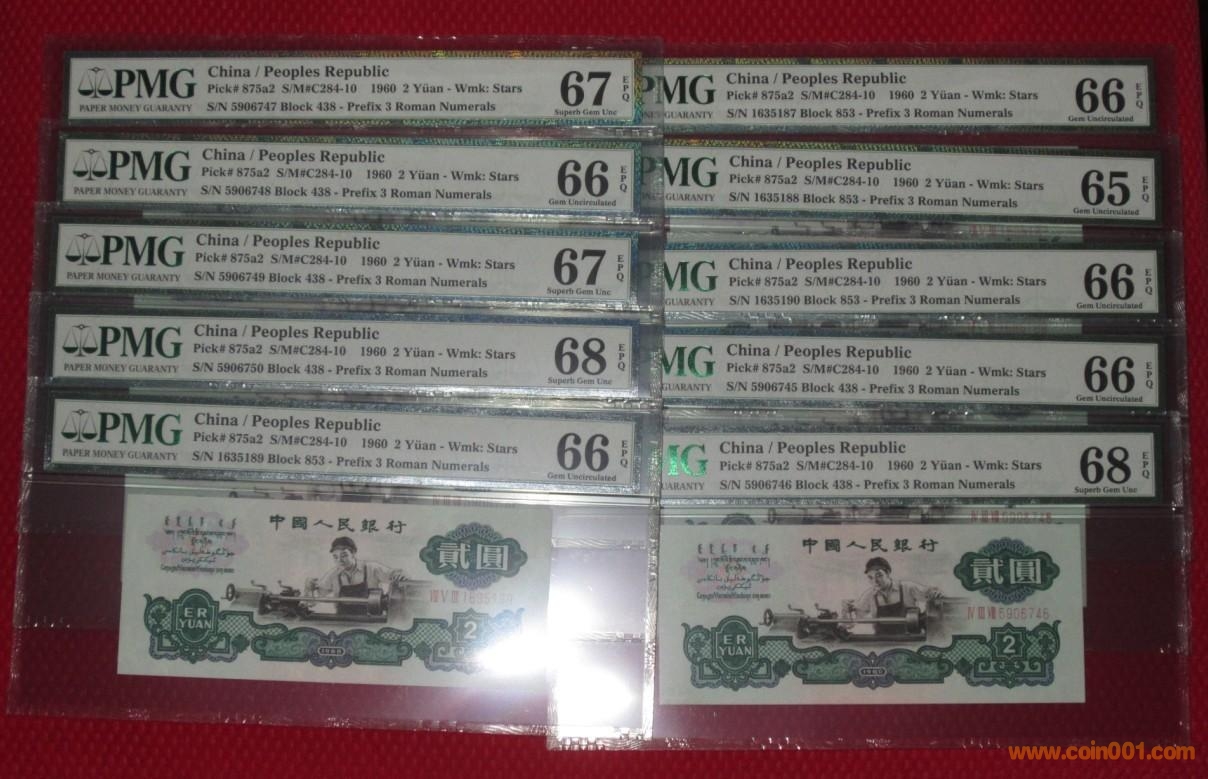 PMG
PAPER MONEY GUARANTY
China / Peoples Republic
Pick# 875a2 S/M#C284-10 1960 2 Yüan - Wmk: Stars
S/N 5906747 Block 438 - Prefix 3 Roman Numerals
67
EPQ
Superb Gem Unc
PMG
PAPER MONEY GUARANTY
China / Peoples Republic
Pick# 875a2 S/M#C284-10 1960 2 Yüan - Wmk: Stars
S/N 5906748 Block 438 - Prefix 3 Roman Numerals
66
EPQ
Gem Uncirculated
PMG
PAPER MONEY GUARANTY
China / Peoples Republic
Pick# 875a2 S/M#C284-10 1960 2 Yüan - Wmk: Stars
S/N 5906749 Block 438 - Prefix 3 Roman Numerals
67
EPQ
Superb Gem Unc
PMG
PAPER MONEY GUARANTY
China / Peoples Republic
Pick# 875a2 S/M#C284-10 1960 2 Yüan - Wmk: Stars
S/N 5906750 Block 438 - Prefix 3 Roman Numerals
68
EPQ
Superb Gem Unc
PMG
PAPER MONEY GUARANTY
China / Peoples Republic
Pick# 875a2 S/M#C284-10 1960 2 Yüan - Wmk: Stars
S/N 1635189 Block 853 - Prefix 3 Roman Numerals
66
EPQ
Gem Uncirculated
中國人民銀行
貳圓
ER
YUAN
2
1960
PMG
GUARANTY
China / Peoples Republic
Pick# 875a2 S/M#C284-10 1960 2 Yüan - Wmk: Stars
S/N 1635187 Block 853 - Prefix 3 Roman Numerals
66
EPQ
Gem Uncirculated
PMG
GUARANTY
China / Peoples Republic
Pick# 875a2 S/M#C284-10 1960 2 Yüan - Wmk: Stars
S/N 1635188 Block 853 - Prefix 3 Roman Numerals
65
EPQ
Gem Uncirculated
MG
GUARANTY
China / Peoples Republic
Pick# 875a2 S/M#C284-10 1960 2 Yüan - Wmk: Stars
S/N 1635190 Block 853 - Prefix 3 Roman Numerals
66
EPQ
Gem Uncirculated
MG
GUARANTY
China / Peoples Republic
Pick# 875a2 S/M#C284-10 1960 2 Yüan - Wmk: Stars
S/N 5906745 Block 438 - Prefix 3 Roman Numerals
66
EPQ
Gem Uncirculated
MG
UARANTY
China / Peoples Republic
Pick# 875a2 S/M#C284-10 1960 2 Yüan - Wmk: Stars
S/N 5906746 Block 438 - Prefix 3 Roman Numerals
68
EPQ
Superb Gem Unc
中國人民銀行
貳圓
Ⅳ Ⅲ Ⅷ 5906746
ER
YUAN
2
1960
www.coin001.com